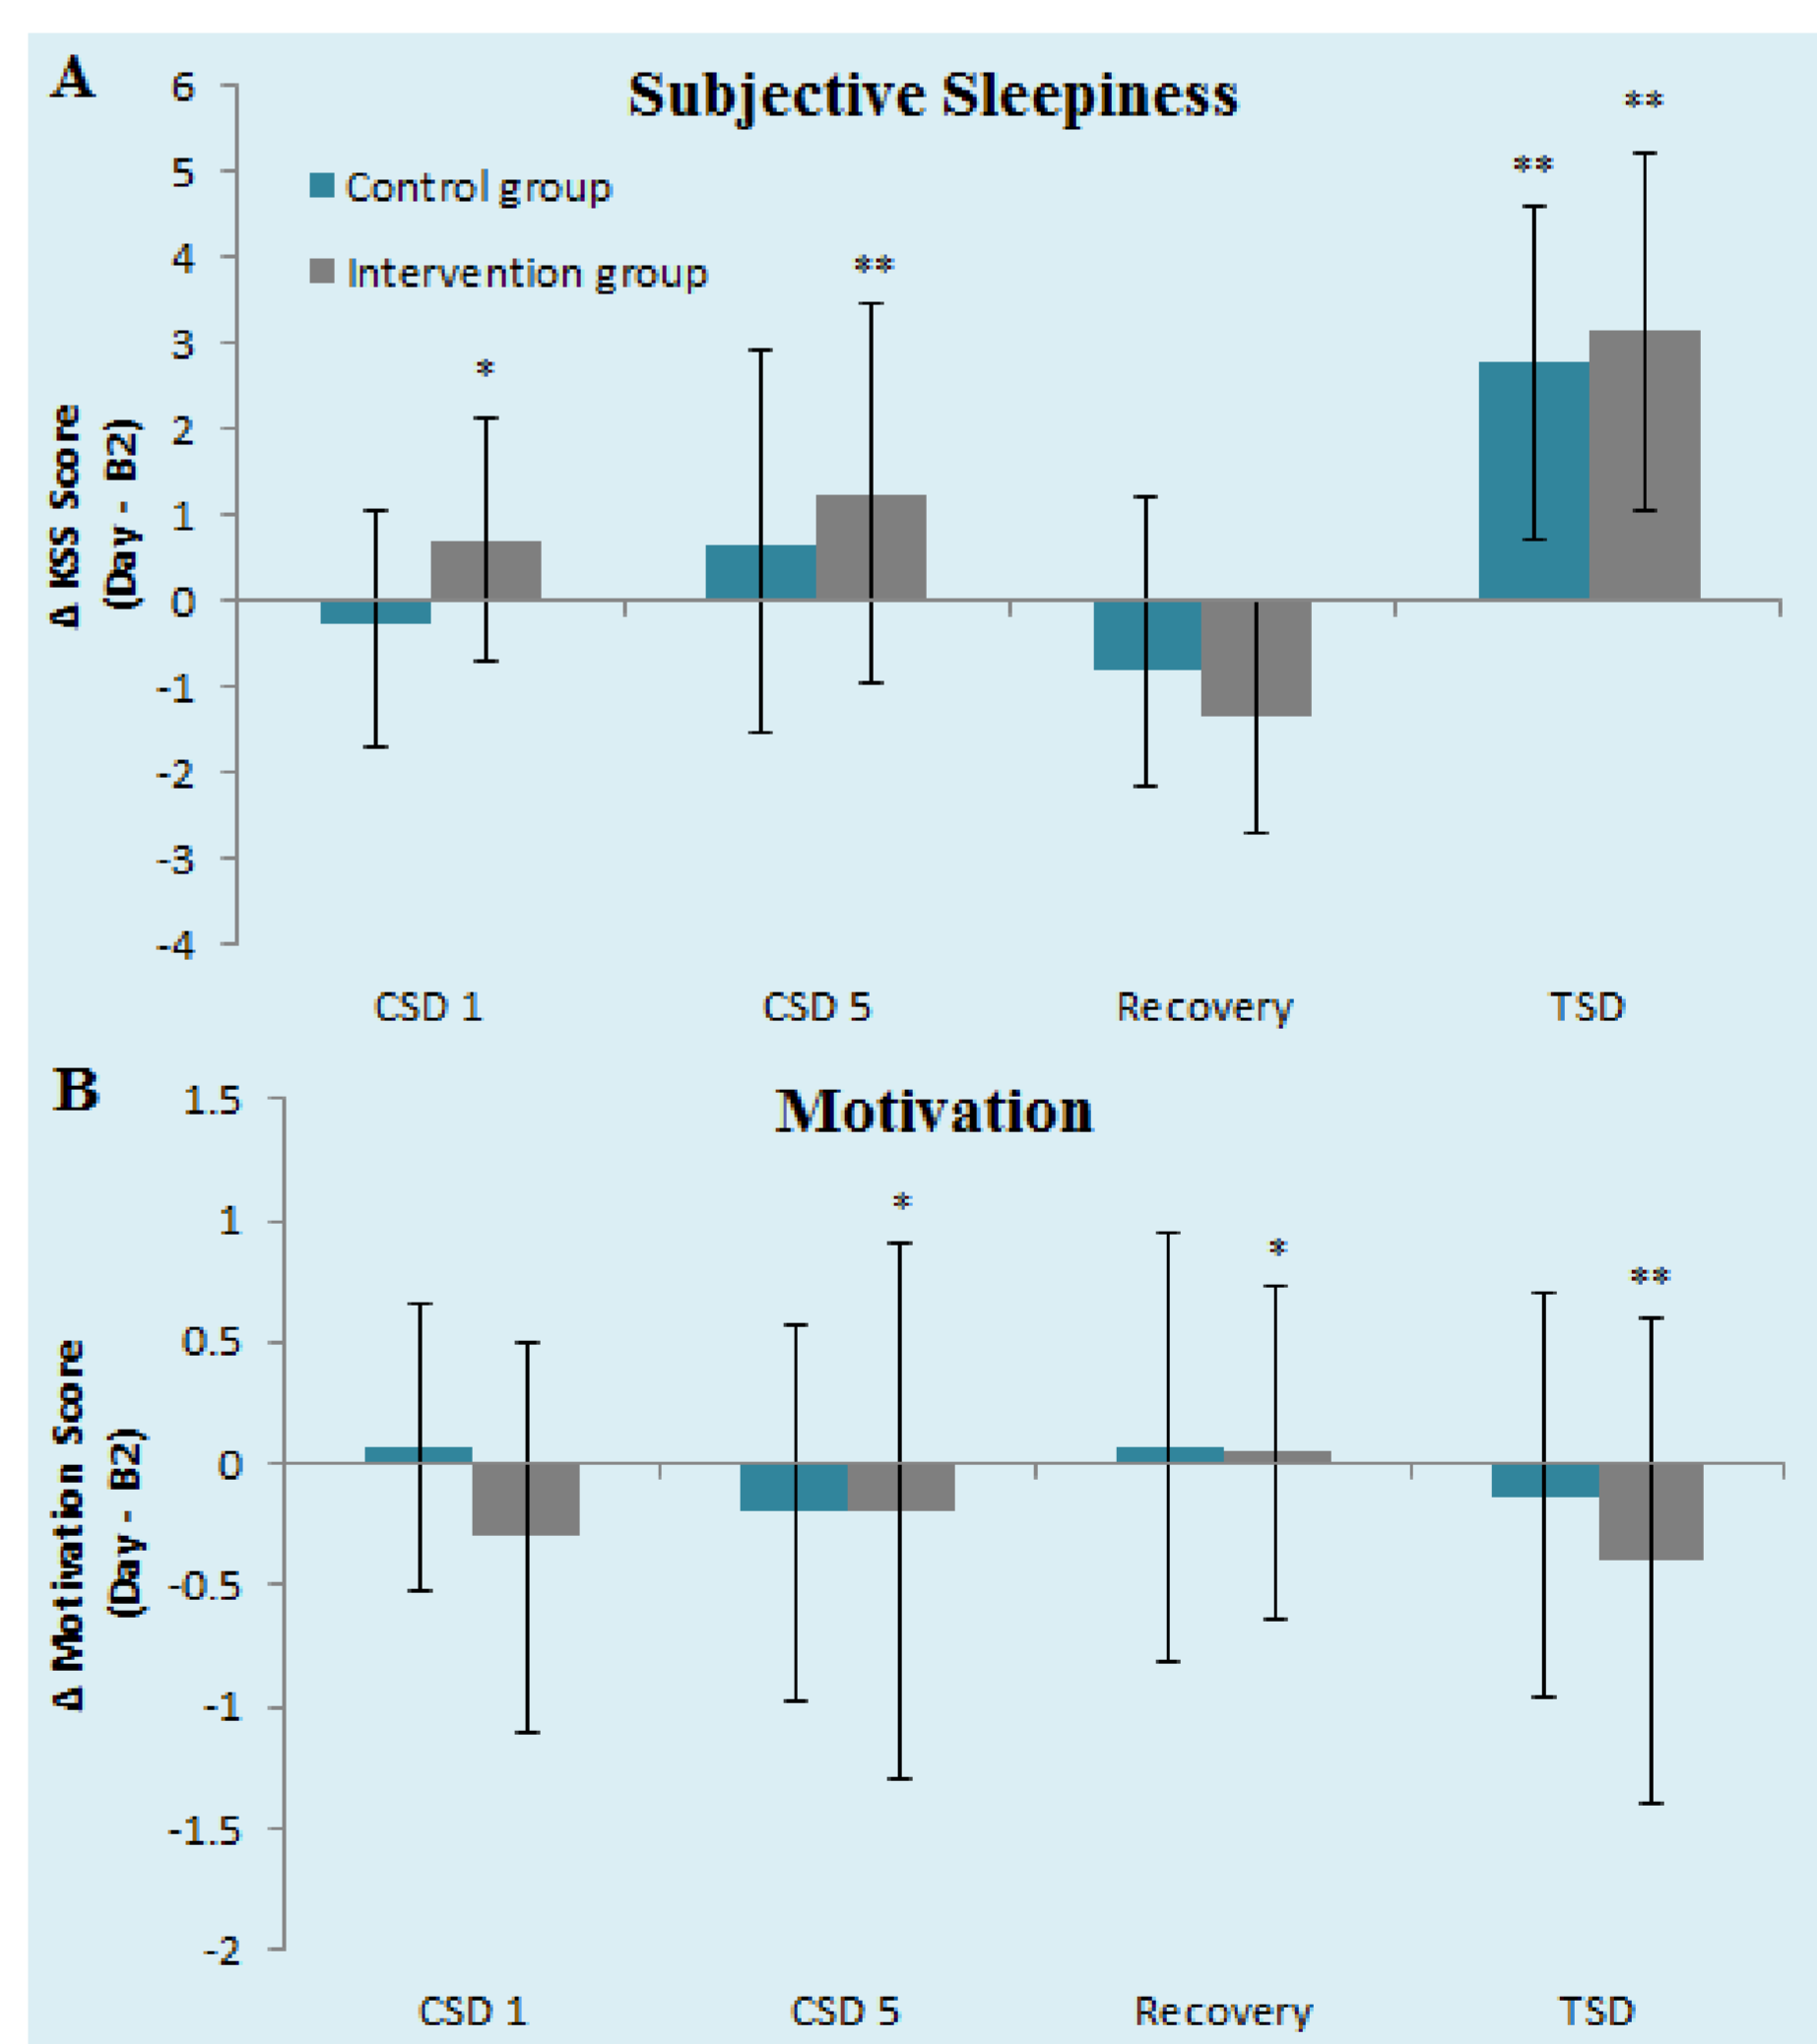 A
Subjective Sleepiness
6
5
4
3
2
1
0
-1
-2
-3
-4
Δ KSS Score
(Day - B2)
Control group
Intervention group
*
**
**
**
CSD 1
CSD 5
Recovery
TSD
B
Motivation
1.5
1
0.5
0
-0.5
-1
-1.5
-2
Δ Motivation Score
(Day - B2)
*
*
**
CSD 1
CSD 5
Recovery
TSD